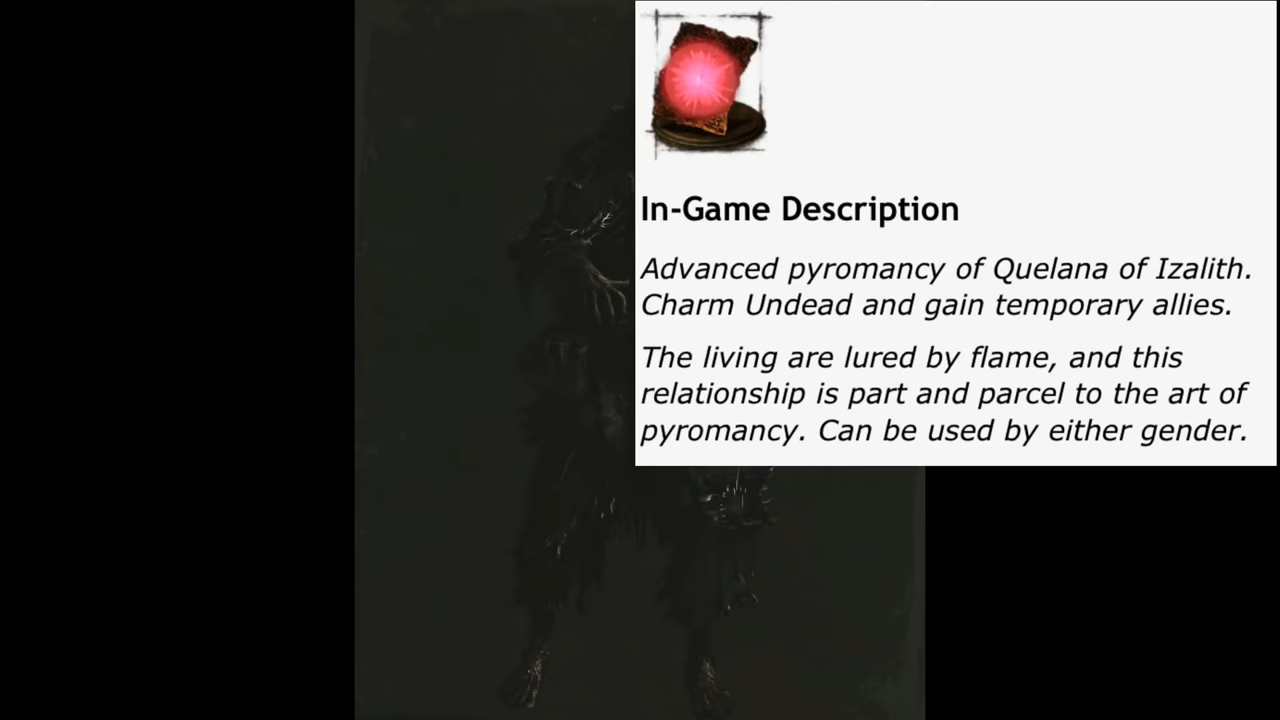 In-Game Description
Advanced pyromancy of Quelana of Izalith.
Charm Undead and gain temporary allies.
The living are lured by flame, and this
relationship is part and parcel to the art of
pyromancy. Can be used by either gender.